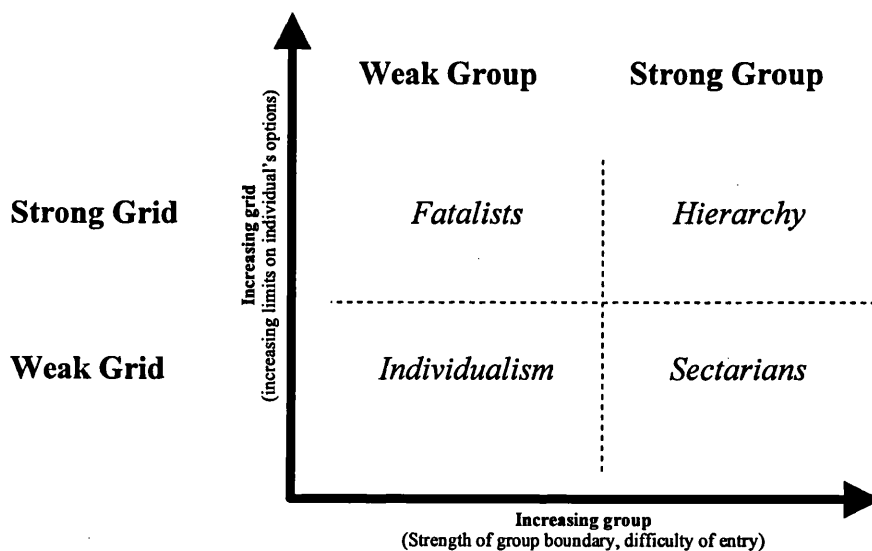 Weak Group Strong Group
Increasing grid
(increasing limits on individual's options)
Strong Grid Fatalists Hierarchy
Weak Grid Individualism Sectarians
Increasing group
(Strength of group boundary, difficulty of entry)